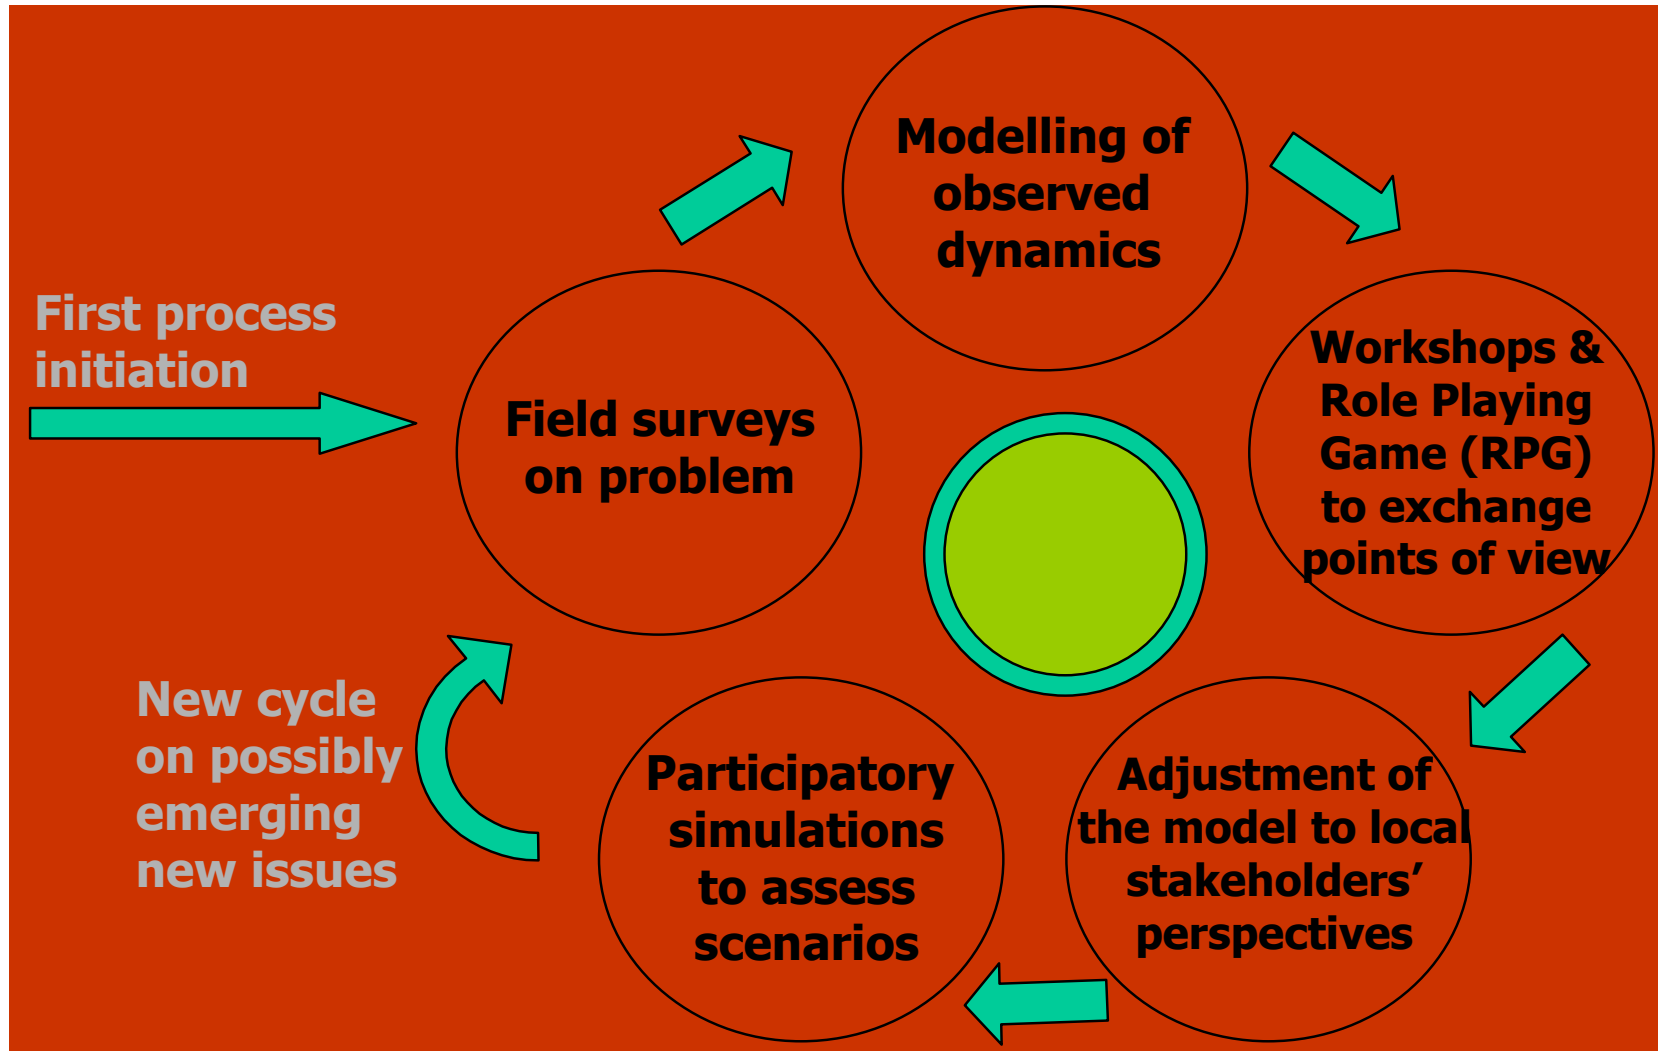 First process
initiation
Field surveys
on problem
Modelling of
observed
dynamics
Workshops &
Role Playing
Game (RPG)
to exchange
points of view
Adjustment of
the model to local
stakeholders’
perspectives
Participatory
simulations
to assess
scenarios
New cycle
on possibly
emerging
new issues